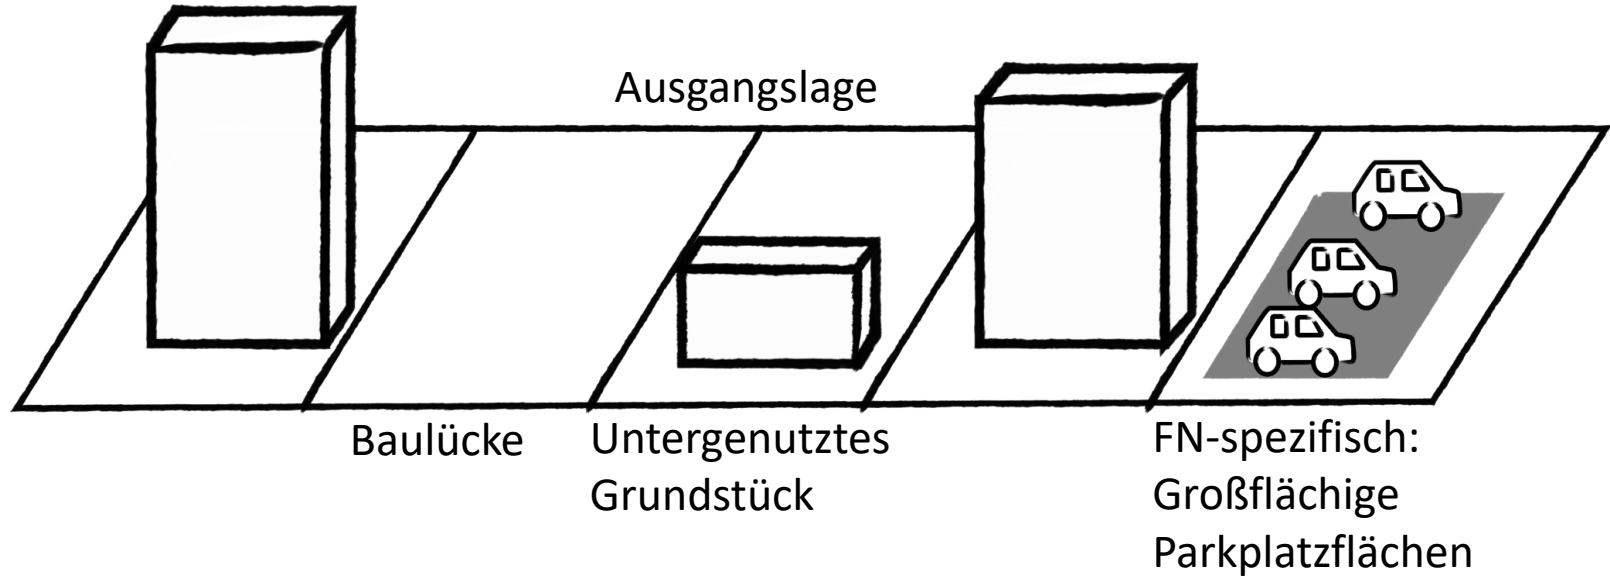 Ausgangslage
Baulücke
Untergenutztes
Grundstück
FN-spezifisch:
Großflächige
Parkplatzflächen